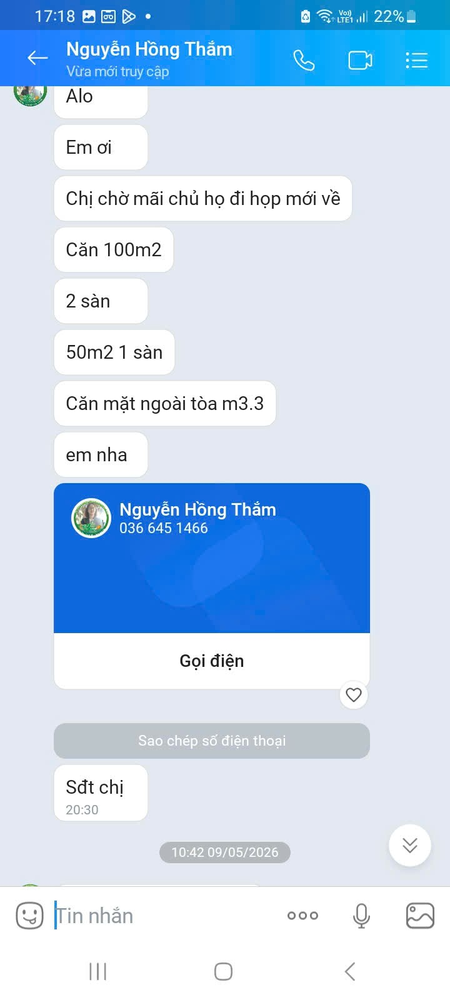 17:18
Vo)) LTE1 22%
Nguyễn Hồng Thắm
Vừa mới truy cập
Alo
Em ơi
Chị chờ mãi chủ họ đi họp mới về
Căn 100m2
2 sàn
50m2 1 sàn
Căn mặt ngoài tòa m3.3
em nha
Nguyễn Hồng Thắm
036 645 1466
Gọi điện
Sao chép số điện thoại
Sđt chị
20:30
10:42 09/05/2026
Tin nhắn